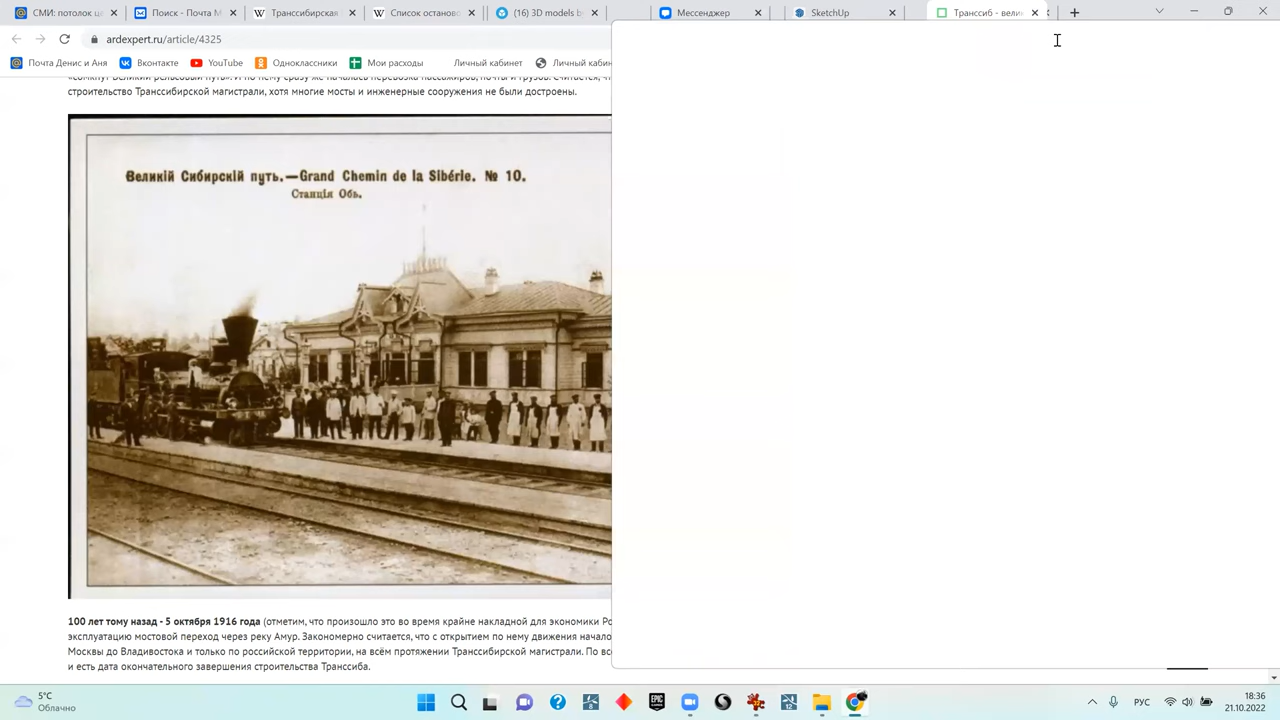 СМИ: потолок це
Поиск - Почта М
Транссибирская
Список останов
(16) 3D models b
Мессенджер
SketchUp
Транссиб - вели
ardexpert.ru/article/4325
Почта Денис и Аня
Вконтакте
YouTube
Одноклассники
Мои расходы
Личный кабинет
Личный кабине
строительство Транссибирской магистрали, хотя многие мосты и инженерные сооружения не были достроены.
Великій Сибирскій путь.—Grand Chemin de la Sibérie. № 10.
Станція Обь.
100 лет тому назад - 5 октября 1916 года (отметим, что произошло это во время крайне накладной для экономики Ро
эксплуатацию мостовой переход через реку Амур. Закономерно считается, что с открытием по нему движения начало
Москвы до Владивостока и только по российской территории, на всём протяжении Транссибирской магистрали. По вс
и есть дата окончательного завершения строительства Транссиба.
5°C
Облачно
8
EPIC
12
РУС
18:36
21.10.2022